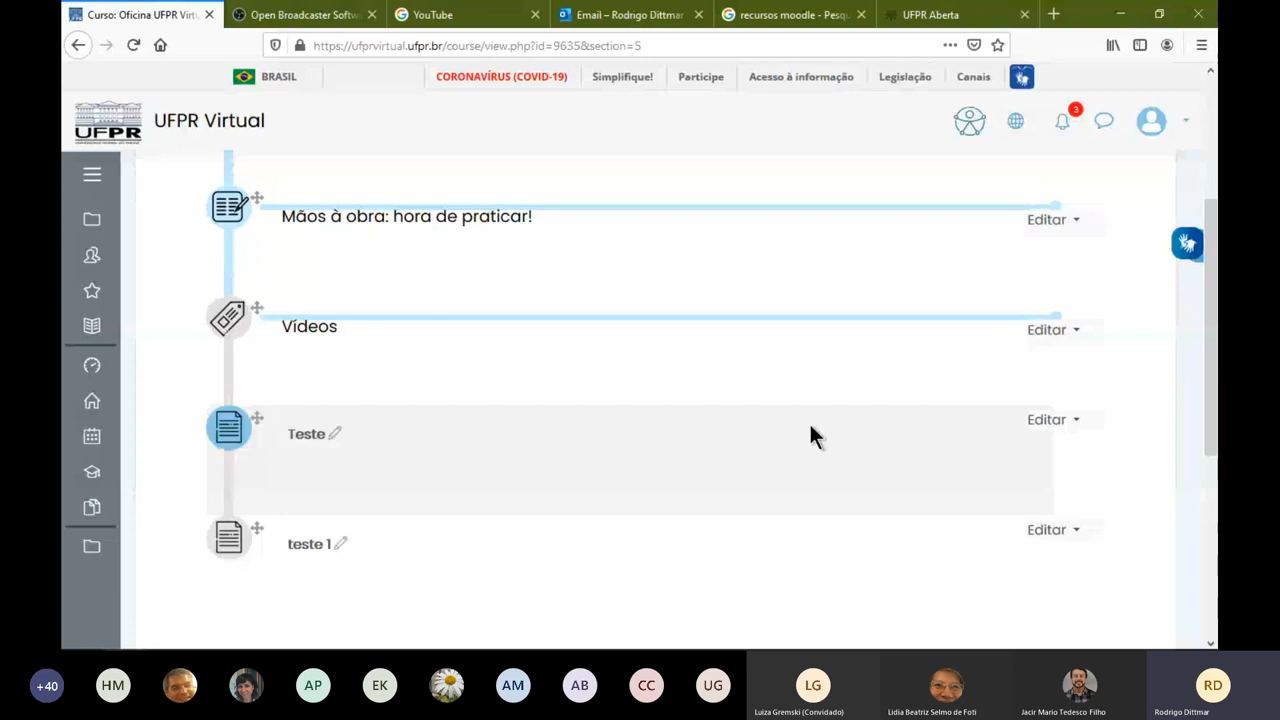 Curso: Oficina UFPR Virtu
Open Broadcaster Softw
YouTube
Email – Rodrigo Dittmar
recursos moodle - Pesqu
UFPR Aberta
https://ufprvirtual.ufpr.br/course/view.php?id=9635&section=5
BRASIL
CORONAVÍRUS (COVID-19)
Simplifique!
Participe
Acesso à informação
Legislação
Canais
UFPR
UFPR Virtual
3
Mãos à obra: hora de praticar!
Editar
Vídeos
Editar
Teste
Editar
teste 1
Editar
+40
HM
AP
EK
AM
AB
CC
UG
LG
RD
Luiza Gremski (Convidado)
Lidia Beatriz Selmo de Foti
Jacir Mario Tedesco Filho
Rodrigo Dittmar